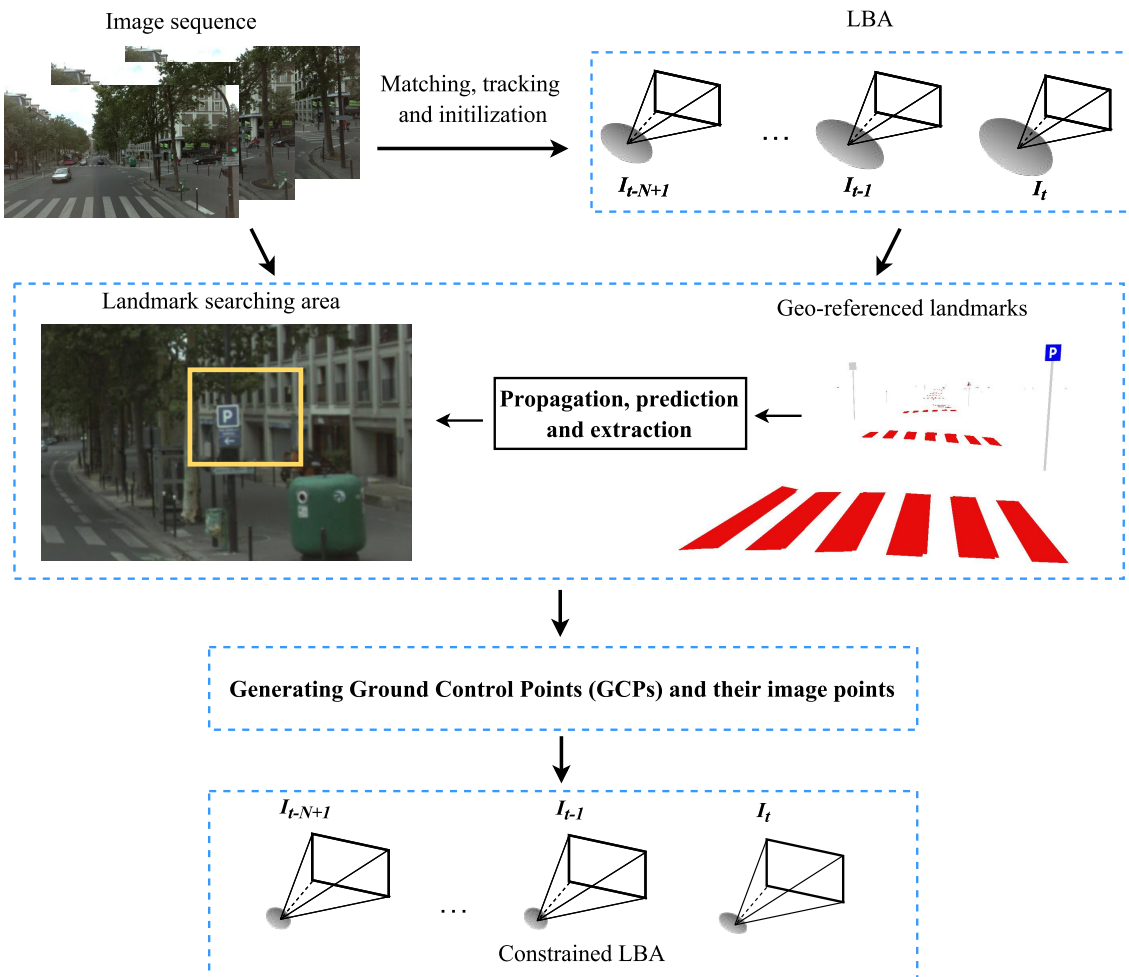 Image sequence
LBA
Matching, tracking
and initilization
...
I_{t-N+1}
I_{t-1}
I_t
Landmark searching area
Geo-referenced landmarks
P
P
Propagation, prediction
and extraction
Generating Ground Control Points (GCPs) and their image points
I_{t-N+1}
I_{t-1}
I_t
...
Constrained LBA